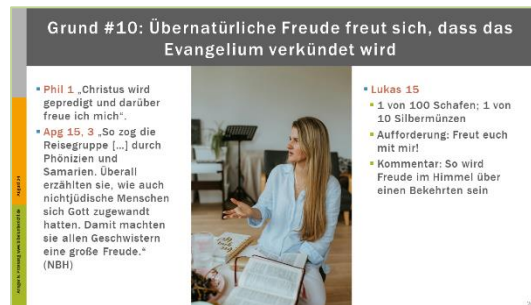 Grund #10: Übernatürliche Freude freut sich, dass das
Evangelium verkündet wird
Phil 1 „Christus wird
gepredigt und darüber
freue ich mich“.
Apg 15, 3 „So zog die
Reisegruppe […] durch
Phönizien und
Samarien. Überall
erzählten sie, wie auch
nichtjüdische Menschen
sich Gott zugewandt
hatten. Damit machten
sie allen Geschwistern
eine große Freude.“
(NBH)
Lukas 15
1 von 100 Schafen; 1 von
10 Silbermünzen
Aufforderung: Freut euch
mit mir!
Kommentar: So wird
Freude im Himmel über
einen Bekehrten sein